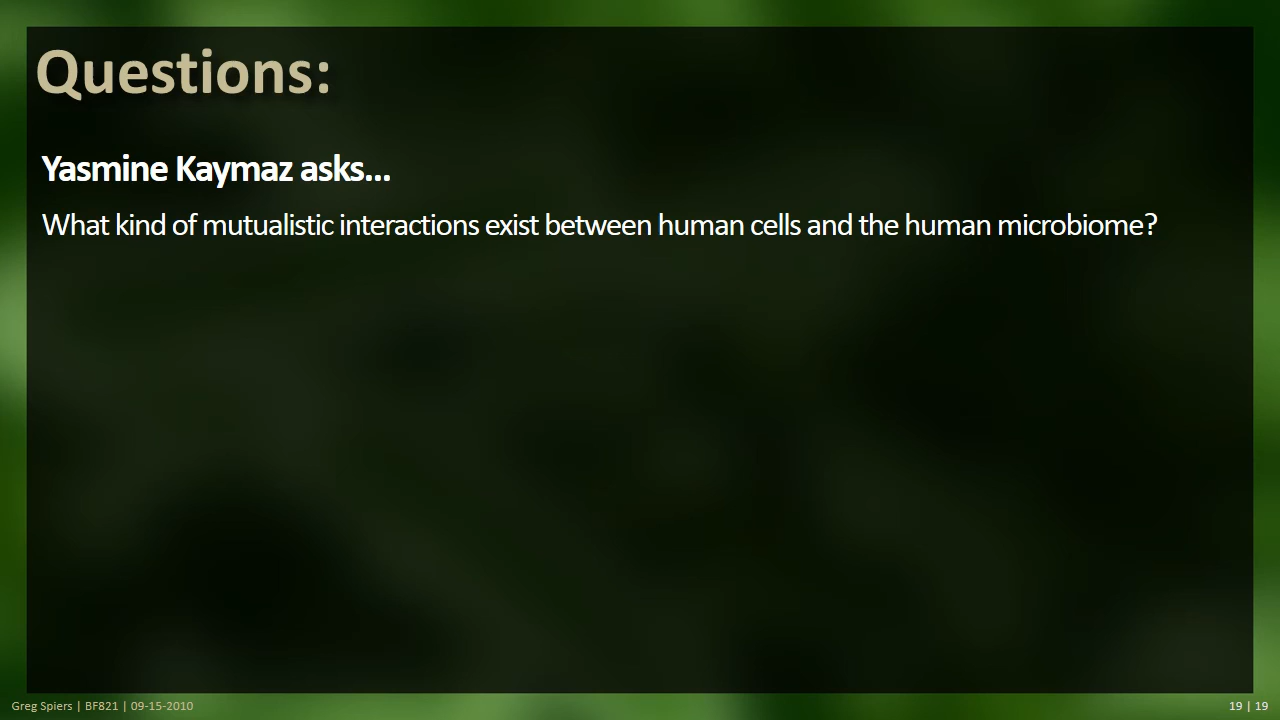 Questions:
Yasmine Kaymaz asks...
What kind of mutualistic interactions exist between human cells and the human microbiome?
Greg Spiers | BF821 | 09-15-2010
19 | 19